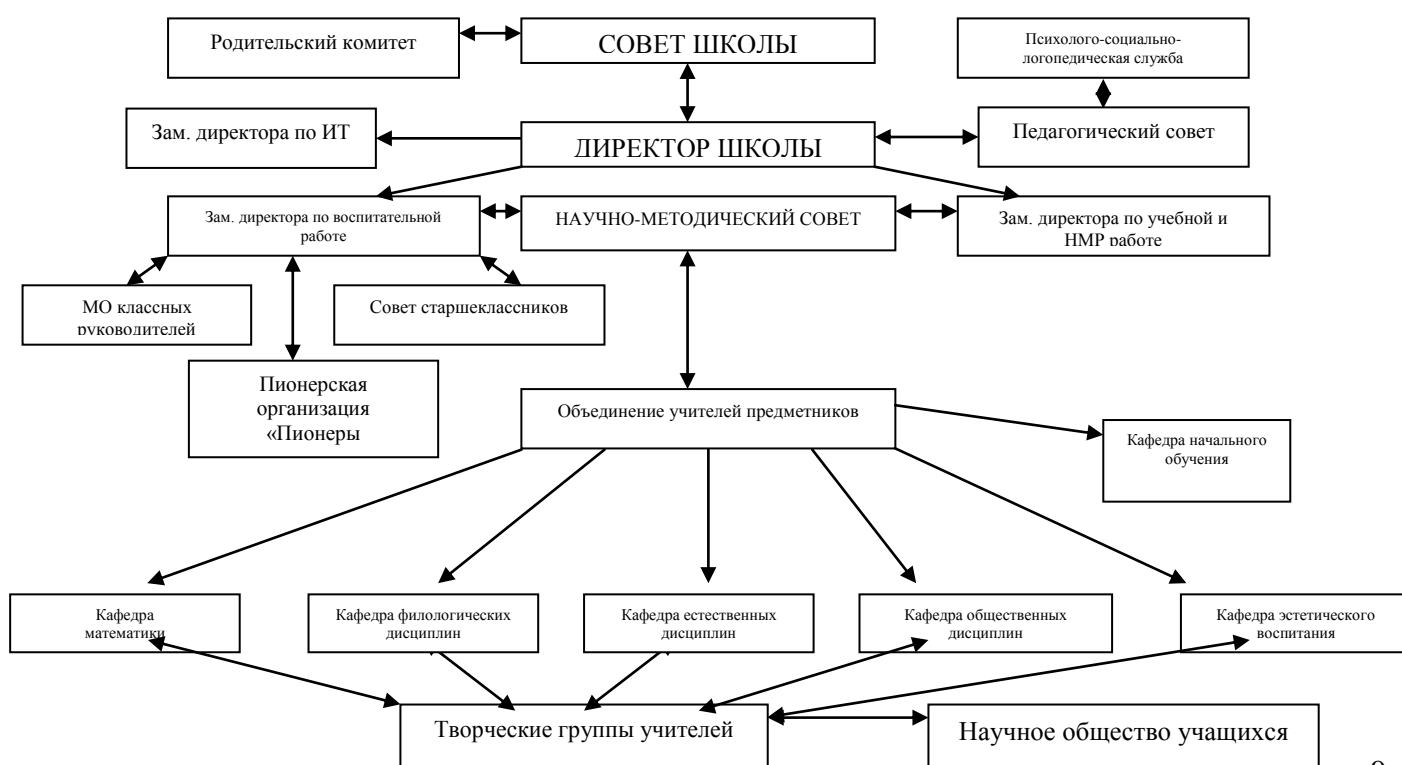 Родительский комитет
СОВЕТ ШКОЛЫ
Психолого-социально-
логопедическая служба
Зам. директора по ИТ
ДИРЕКТОР ШКОЛЫ
Педагогический совет
Зам. директора по воспитательной
работе
НАУЧНО-МЕТОДИЧЕСКИЙ СОВЕТ
Зам. директора по учебной и
НМР работе
МО классных
руководителей
Совет старшеклассников
Пионерская
организация
«Пионеры
Объединение учителей предметников
Кафедра начального
обучения
Кафедра
математики
Кафедра филологических
дисциплин
Кафедра естественных
дисциплин
Кафедра общественных
дисциплин
Кафедра эстетического
воспитания
Творческие группы учителей
Научное общество учащихся